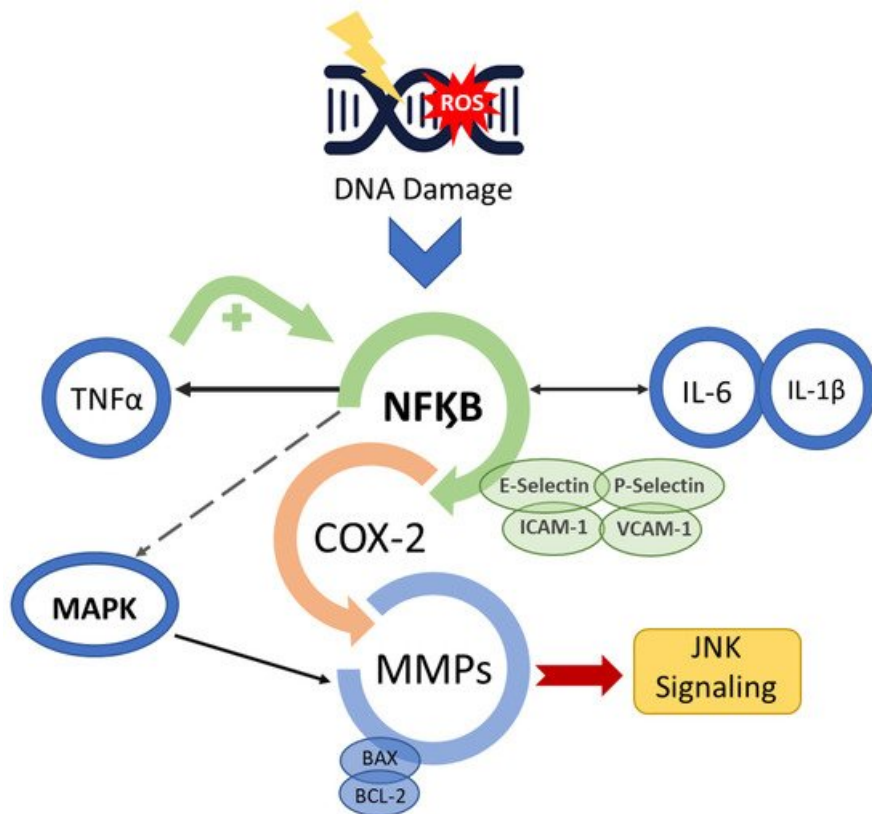 ROS
DNA Damage
+
TNFα
NFҚB
IL-6
IL-1β
E-Selectin
P-Selectin
ICAM-1
VCAM-1
COX-2
MAPK
MMPs
JNK
Signaling
BAX
BCL-2